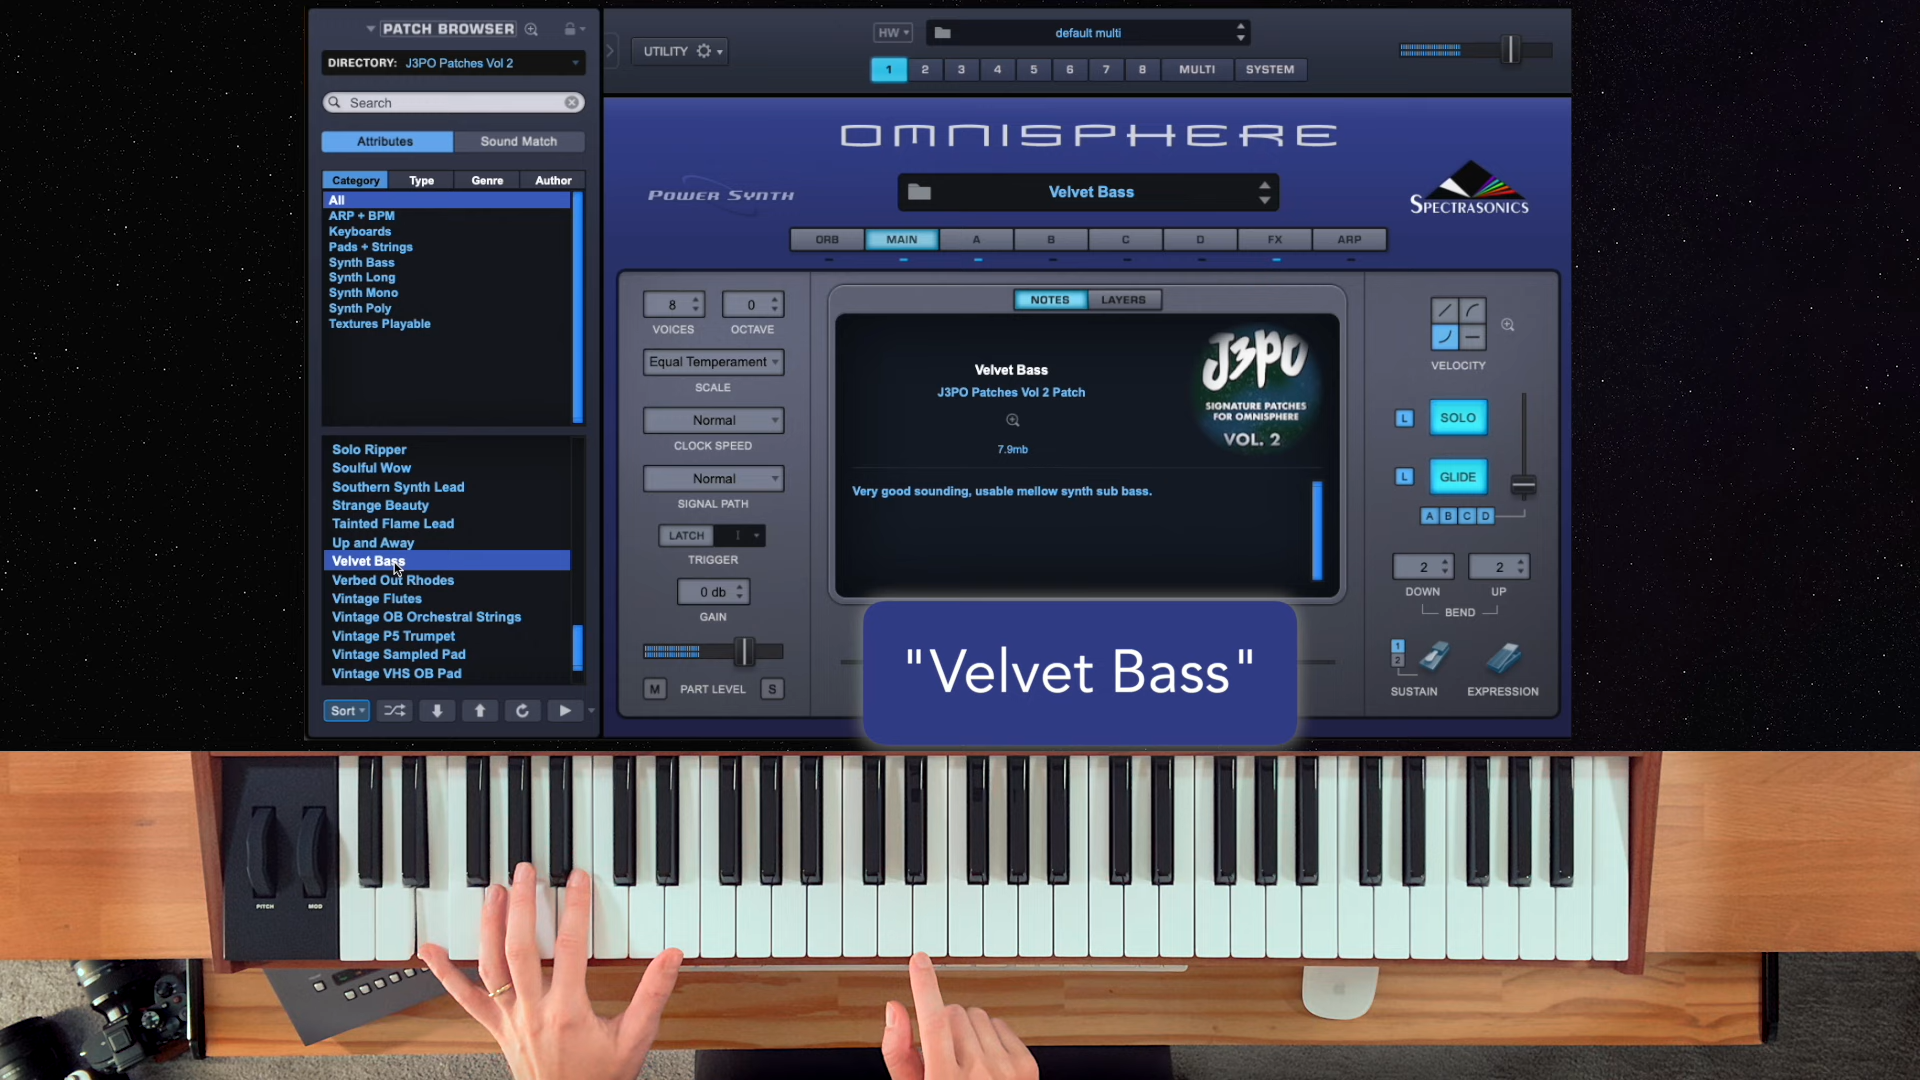 PATCH BROWSER
DIRECTORY: J3PO Patches Vol 2
Search
Attributes Sound Match
Category Type Genre Author
All
ARP + BPM
Keyboards
Pads + Strings
Synth Bass
Synth Long
Synth Mono
Synth Poly
Textures Playable
Solo Ripper
Soulful Wow
Southern Synth Lead
Strange Beauty
Tainted Flame Lead
Up and Away
Velvet Bass
Verbed Out Rhodes
Vintage Flutes
Vintage OB Orchestral Strings
Vintage P5 Trumpet
Vintage Sampled Pad
Vintage VHS OB Pad
Sort
UTILITY
HW
default multi
1 2 3 4 5 6 7 8 MULTI SYSTEM
OMNISPHERE
POWER SYNTH
Velvet Bass
SPECTRASONICS
ORB MAIN A B C D FX ARP
8 0
VOICES OCTAVE
Equal Temperament
SCALE
Normal
CLOCK SPEED
Normal
SIGNAL PATH
LATCH
TRIGGER
0 db
GAIN
M PART LEVEL S
NOTES LAYERS
Velvet Bass
J3PO Patches Vol 2 Patch
7.9mb
Very good sounding, usable mellow synth sub bass.
J3PO
SIGNATURE PATCHES
FOR OMNISPHERE
VOL. 2
VELOCITY
L SOLO
L GLIDE
A B C D
2 2
DOWN UP
BEND
1
2
SUSTAIN EXPRESSION
"Velvet Bass"
PITCH MOD